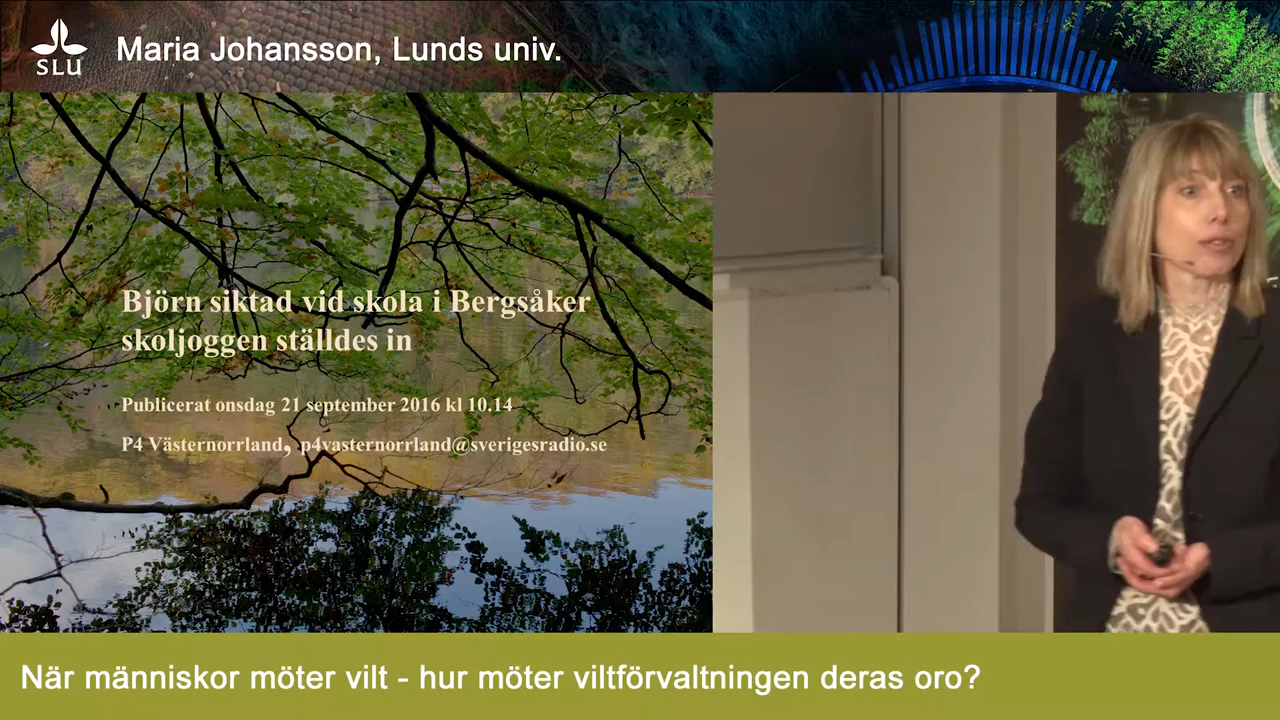 SLU
Maria Johansson, Lunds univ.
Björn siktad vid skola i Bergsåker
skoljoggen ställdes in
Publicerat onsdag 21 september 2016 kl 10.14
P4 Västernorrland, p4vasternorrland@sverigesradio.se
När människor möter vilt - hur möter viltförvaltningen deras oro?